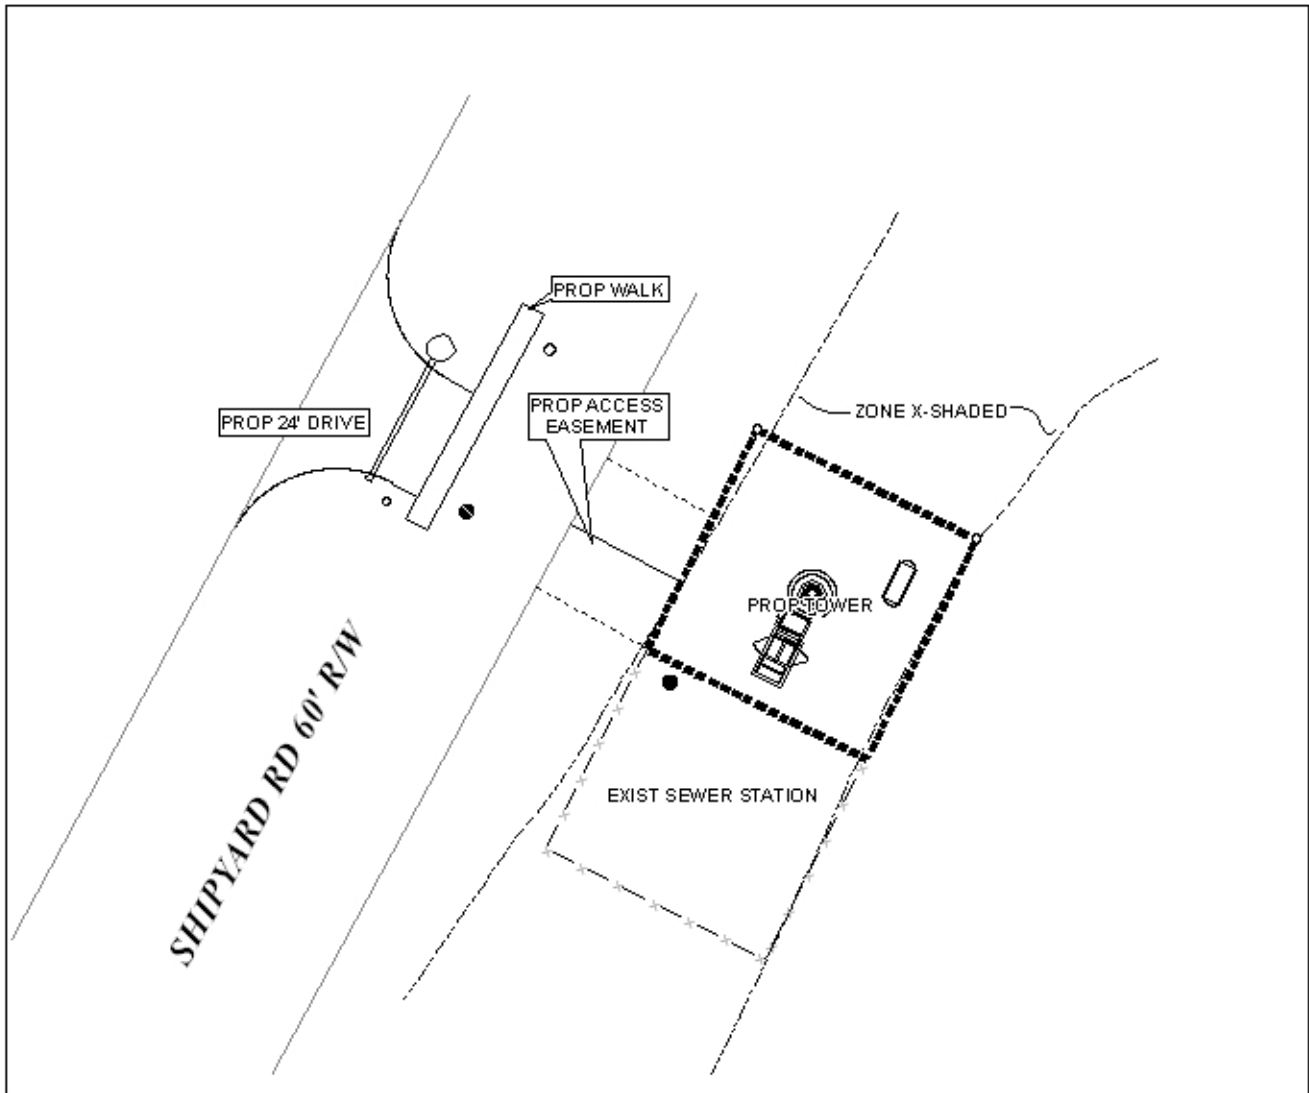 PROP WALK
PROP ACCESS
EASEMENT
PROP 24' DRIVE
ZONE X-SHADED
PROP TOWER
SHIPYARD RD 60' R/W
EXIST SEWER STATION